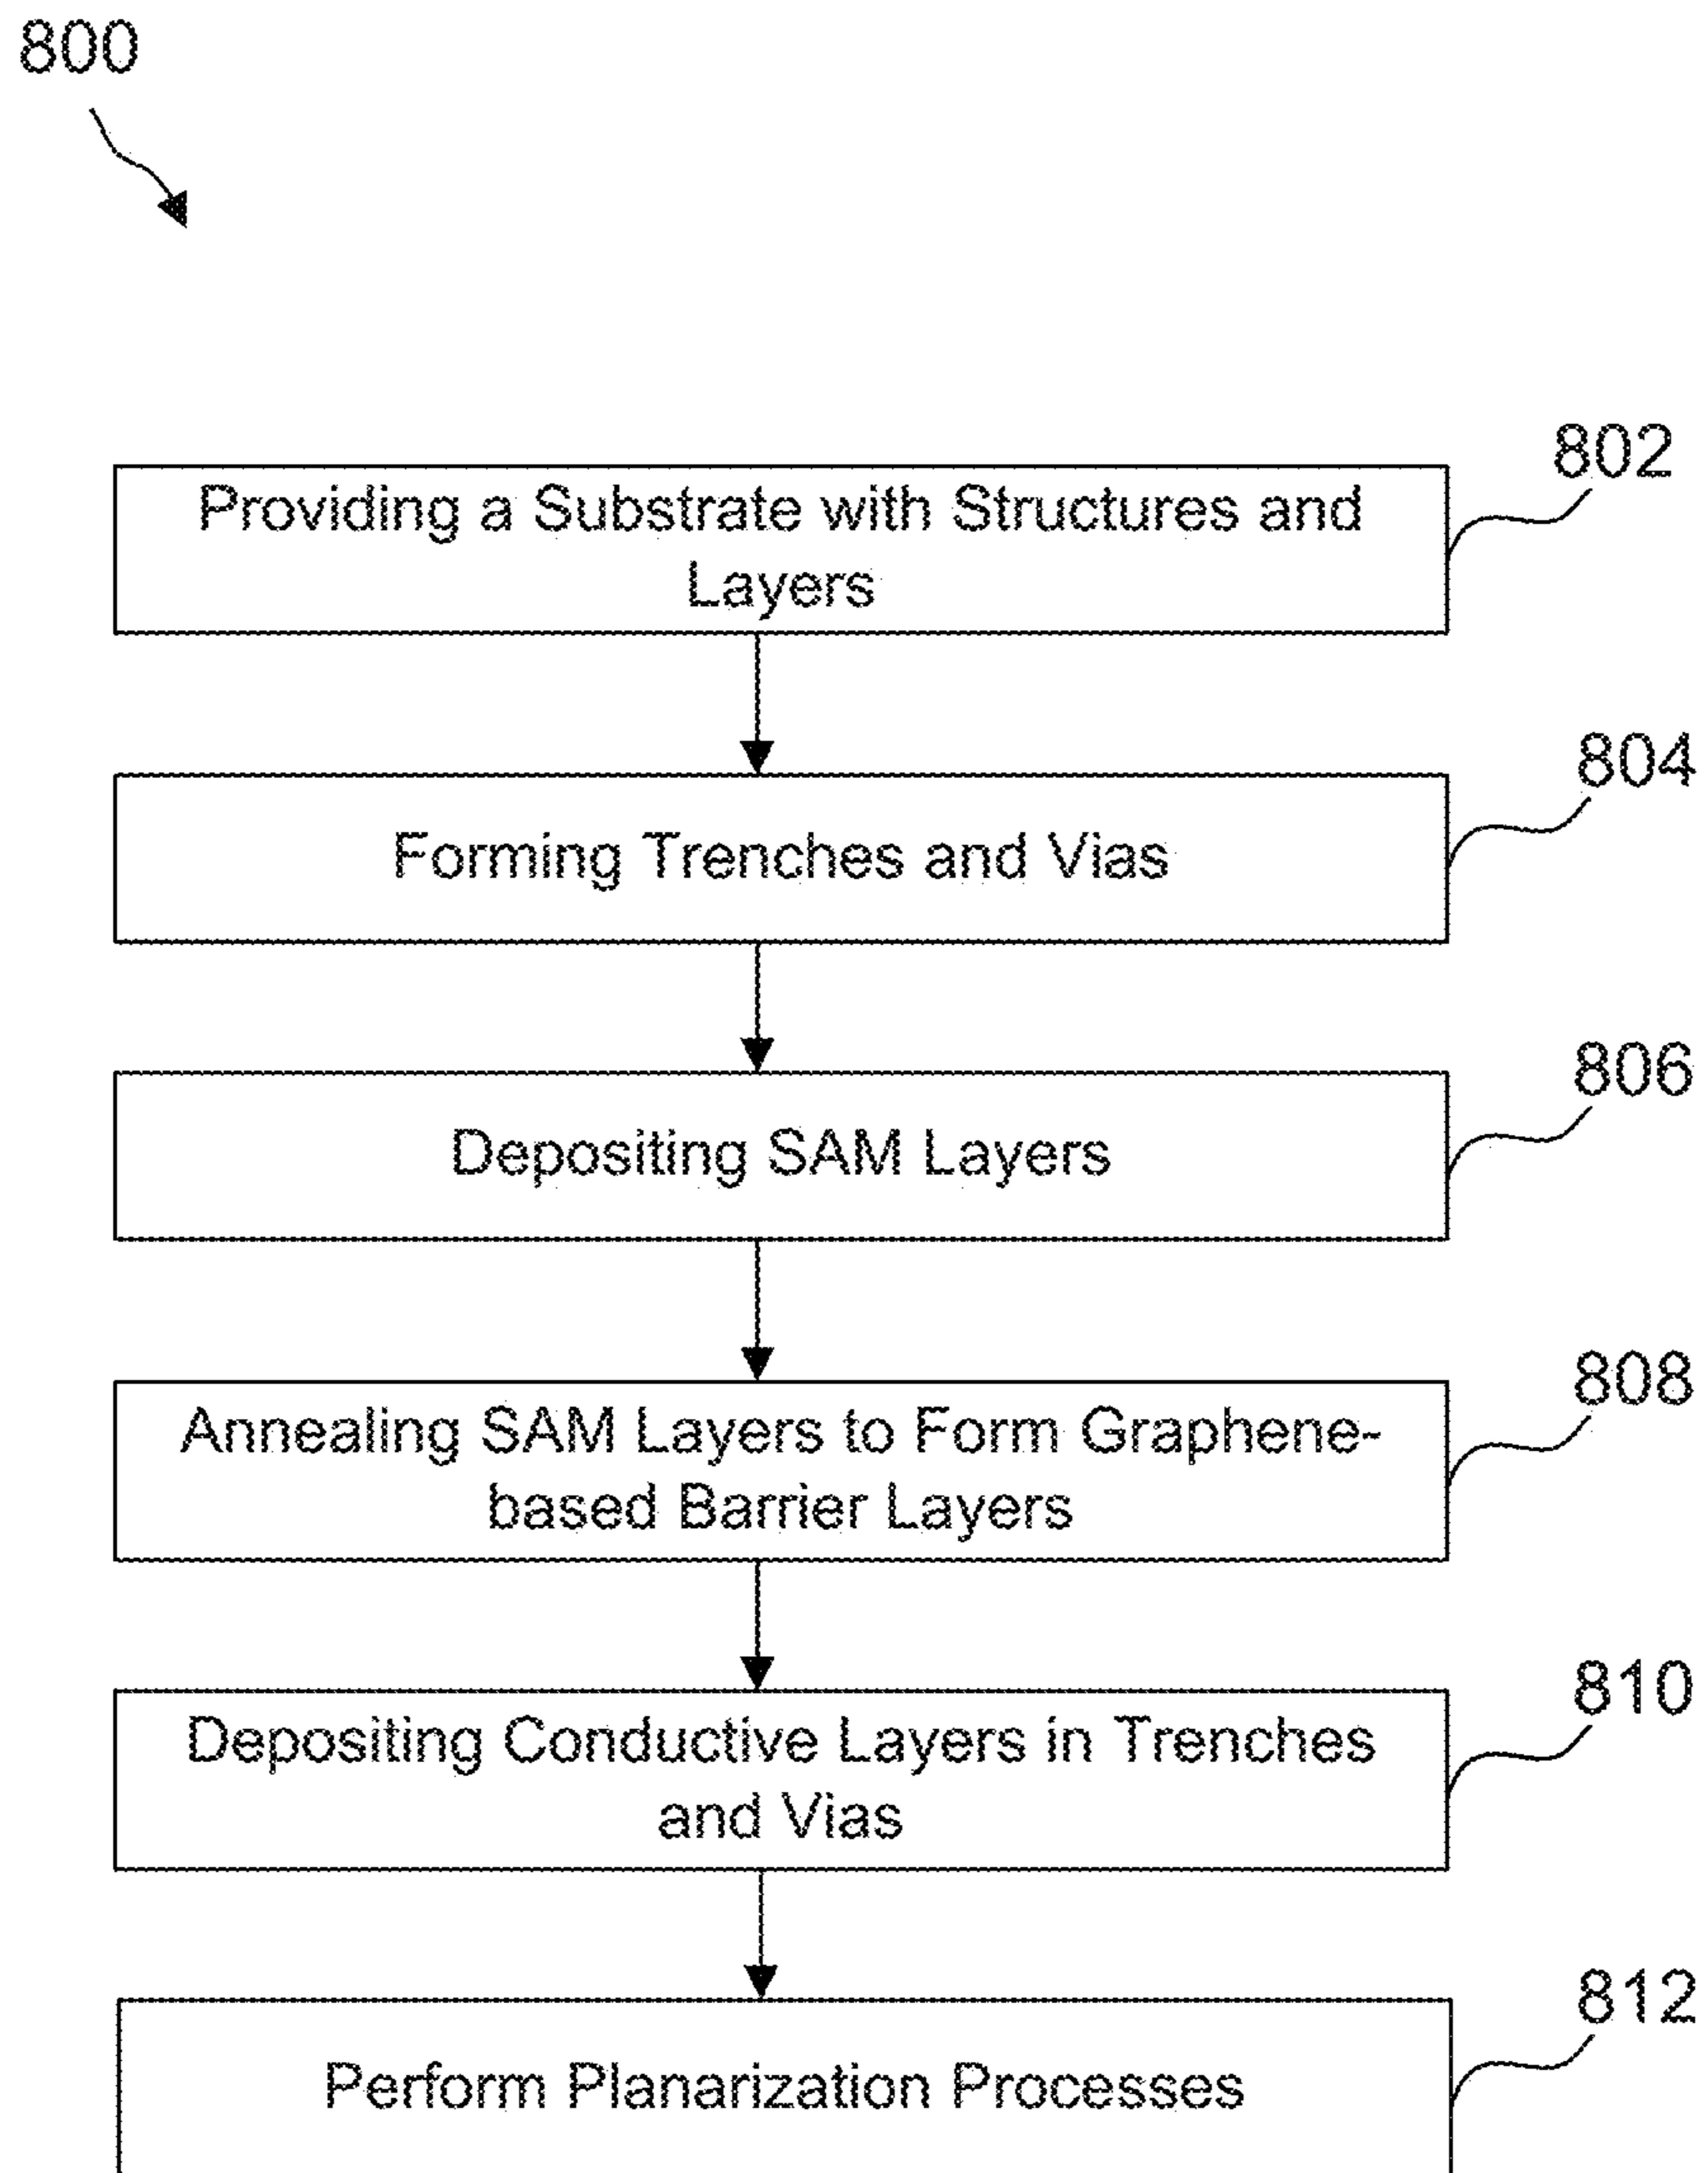 800
802
Providing a Substrate with Structures and
Layers
804
Forming Trenches and Vias
806
Depositing SAM Layers
808
Annealing SAM Layers to Form Graphene-
based Barrier Layers
810
Depositing Conductive Layers in Trenches
and Vias
812
Perform Planarization Processes